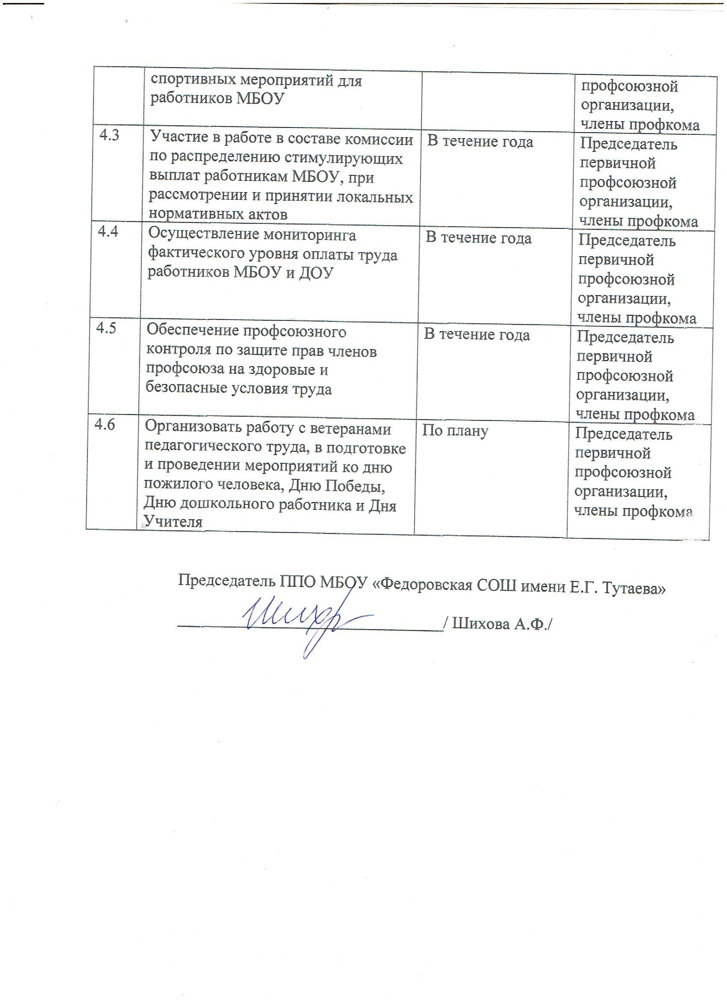 спортивных мероприятий для
работников МБОУ
профсоюзной
организации,
члены профкома
4.3
Участие в работе в составе комиссии
по распределению стимулирующих
выплат работникам МБОУ, при
рассмотрении и принятии локальных
нормативных актов
В течение года
Председатель
первичной
профсоюзной
организации,
члены профкома
4.4
Осуществление мониторинга
фактического уровня оплаты труда
работников МБОУ и ДОУ
В течение года
Председатель
первичной
профсоюзной
организации,
члены профкома
4.5
Обеспечение профсоюзного
контроля по защите прав членов
профсоюза на здоровые и
безопасные условия труда
В течение года
Председатель
первичной
профсоюзной
организации,
члены профкома
4.6
Организовать работу с ветеранами
педагогического труда, в подготовке
и проведении мероприятий ко дню
пожилого человека, Дню Победы,
Дню дошкольного работника и Дня
Учителя
По плану
Председатель
первичной
профсоюзной
организации,
члены профкома
Председатель ППО МБОУ «Федоровская СОШ имени Е.Г. Тутаева»
/ Шихова А.Ф./